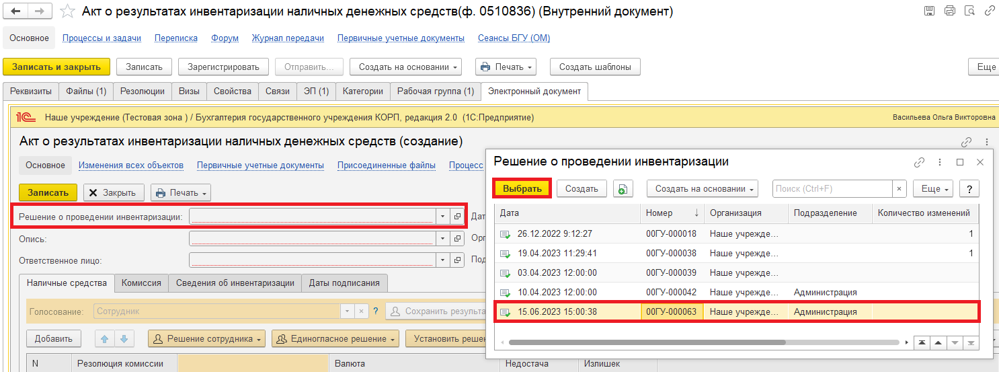 Акт о результатах инвентаризации наличных денежных средств(ф. 0510836) (Внутренний документ)
Основное Процессы и задачи Переписка Форум Журнал передачи Первичные учетные документы Сеансы БГУ (ОМ)
Записать и закрыть Записать Зарегистрировать Отправить... Создать на основании Печать Создать шаблоны Еще
Реквизиты Файлы (1) Резолюции Визы Свойства Связи ЭП (1) Категории Рабочая группа (1) Электронный документ
1С Наше учреждение (Тестовая зона ) / Бухгалтерия государственного учреждения КОРП, редакция 2.0 (1С:Предприятие) Васильева Ольга Викторовна
Акт о результатах инвентаризации наличных денежных средств (создание)
Основное Изменения всех объектов Первичные учетные документы Присоединенные файлы Процесс
Записать Закрыть Печать
Решение о проведении инвентаризации: Дат
Опись: Орг
Ответственное лицо: Под
Наличные средства Комиссия Сведения об инвентаризации Даты подписания
Голосование: Сотрудник ? Сохранить результа
Добавить Решение сотрудника Единогласное решение Установить решен
N Резолюция комиссии Валюта Недостача Излишек
Решение о проведении инвентаризации
Выбрать Создать Создать на основании Поиск (Ctrl+F) × Еще ?
Дата Номер ↓ Организация Подразделение Количество изменений
26.12.2022 9:12:27 00ГУ-000018 Наше учрежде... 1
19.04.2023 11:29:41 00ГУ-000038 Наше учрежде... 1
03.04.2023 12:00:00 00ГУ-000039 Наше учрежде...
10.04.2023 12:00:00 00ГУ-000042 Наше учрежде... Администрация
15.06.2023 15:00:38 00ГУ-000063 Наше учрежде... Администрация